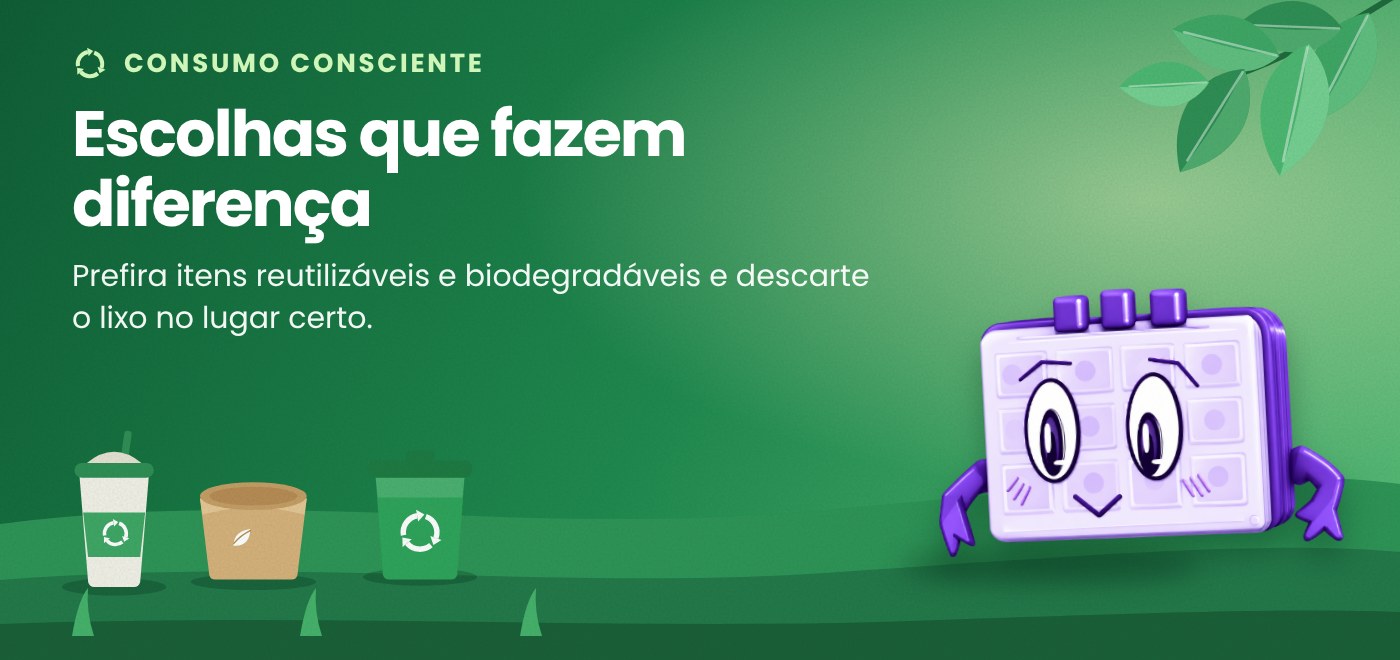 CONSUMO CONSCIENTE
Escolhas que fazem
diferença
Prefira itens reutilizáveis e biodegradáveis e descarte
o lixo no lugar certo.